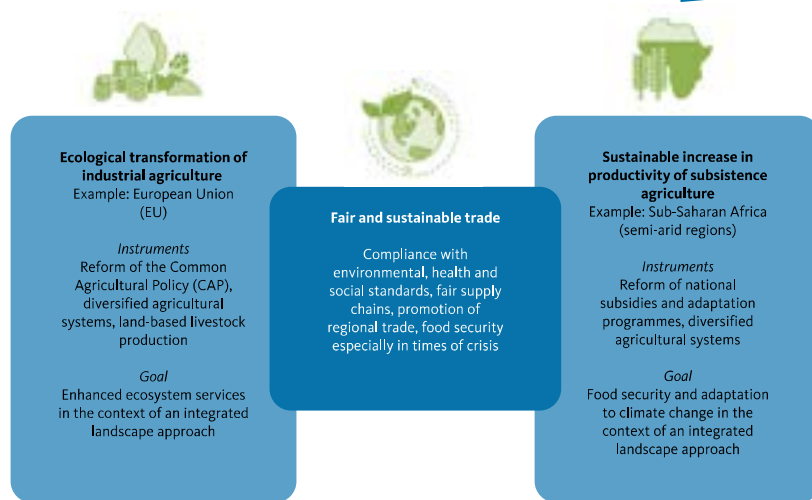 Ecological transformation of
industrial agriculture
Example: European Union
(EU)
Instruments
Reform of the Common
Agricultural Policy (CAP),
diversified agricultural
systems, land-based livestock
production
Goal
Enhanced ecosystem services
in the context of an integrated
landscape approach
Fair and sustainable trade
Compliance with
environmental, health and
social standards, fair supply
chains, promotion of
regional trade, food security
especially in times of crisis
Sustainable increase in
productivity of subsistence
agriculture
Example: Sub-Saharan Africa
(semi-arid regions)
Instruments
Reform of national
subsidies and adaptation
programmes, diversified
agricultural systems
Goal
Food security and adaptation
to climate change in the
context of an integrated
landscape approach